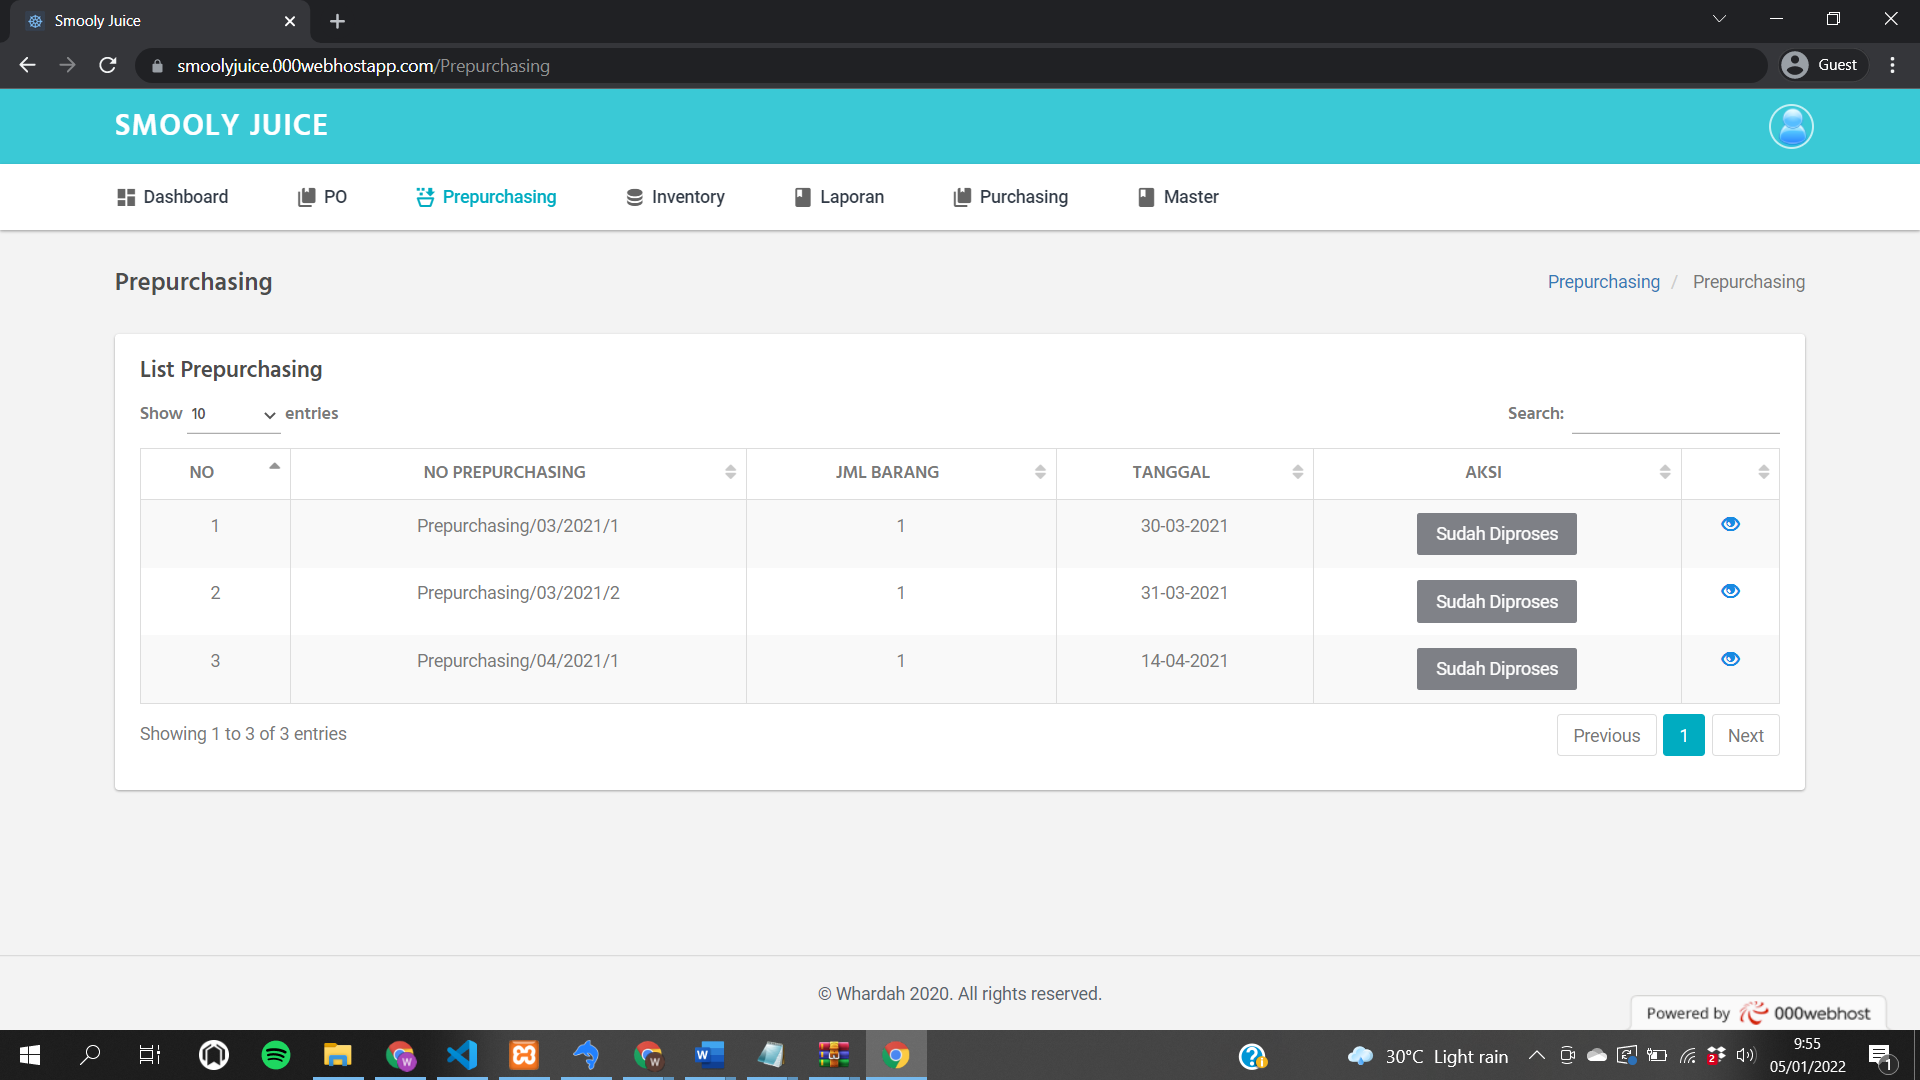 Smooly Juice
smoolyjuice.000webhostapp.com/Prepurchasing
Guest
SMOOLY JUICE
Dashboard PO Prepurchasing Inventory Laporan Purchasing Master
Prepurchasing
Prepurchasing / Prepurchasing
List Prepurchasing
Show 10 entries
Search:
NO NO PREPURCHASING JML BARANG TANGGAL AKSI
1 Prepurchasing/03/2021/1 1 30-03-2021 Sudah Diproses
2 Prepurchasing/03/2021/2 1 31-03-2021 Sudah Diproses
3 Prepurchasing/04/2021/1 1 14-04-2021 Sudah Diproses
Showing 1 to 3 of 3 entries
Previous 1 Next
© Whardah 2020. All rights reserved.
Powered by 000webhost
30°C Light rain
9:55
05/01/2022
1